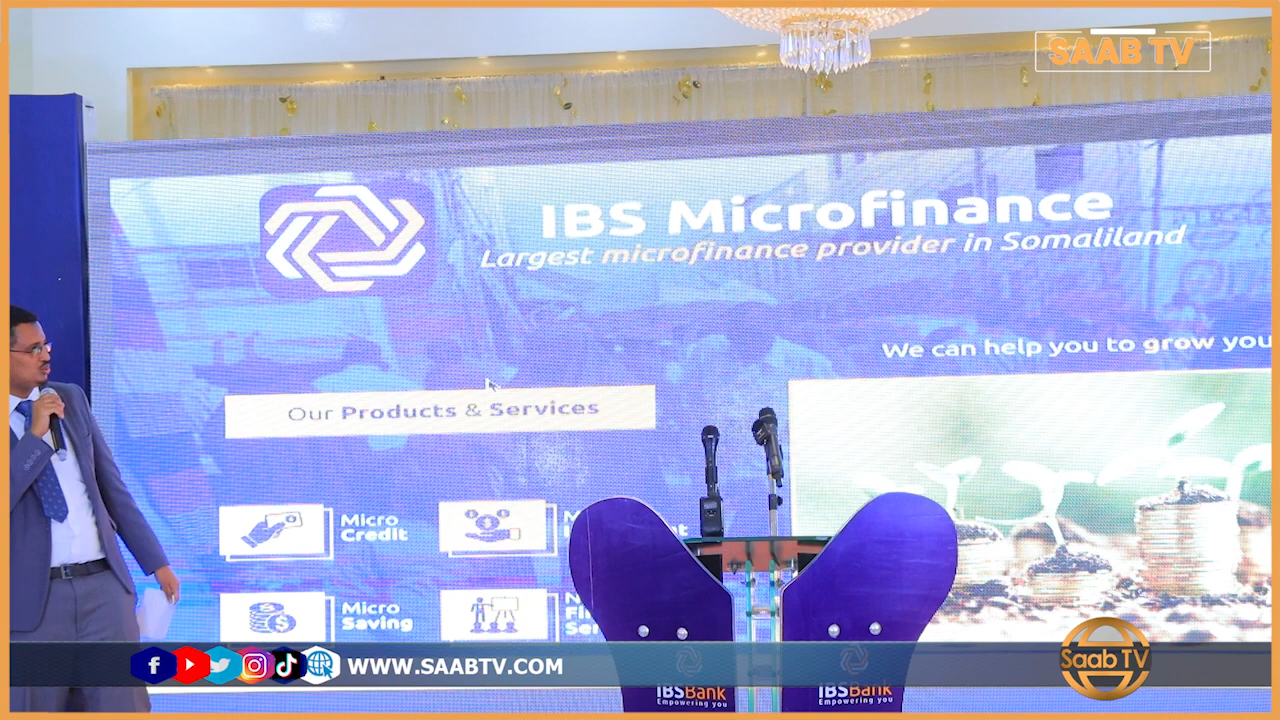 SAAB TV
IBS Microfinance
Largest microfinance provider in Somaliland
We can help you to grow you
Our Products & Services
Micro
Credit
Micro
Saving
Saab TV
WWW.SAABTV.COM
IBSBank
Empowering you
IBSBank
Empowering you